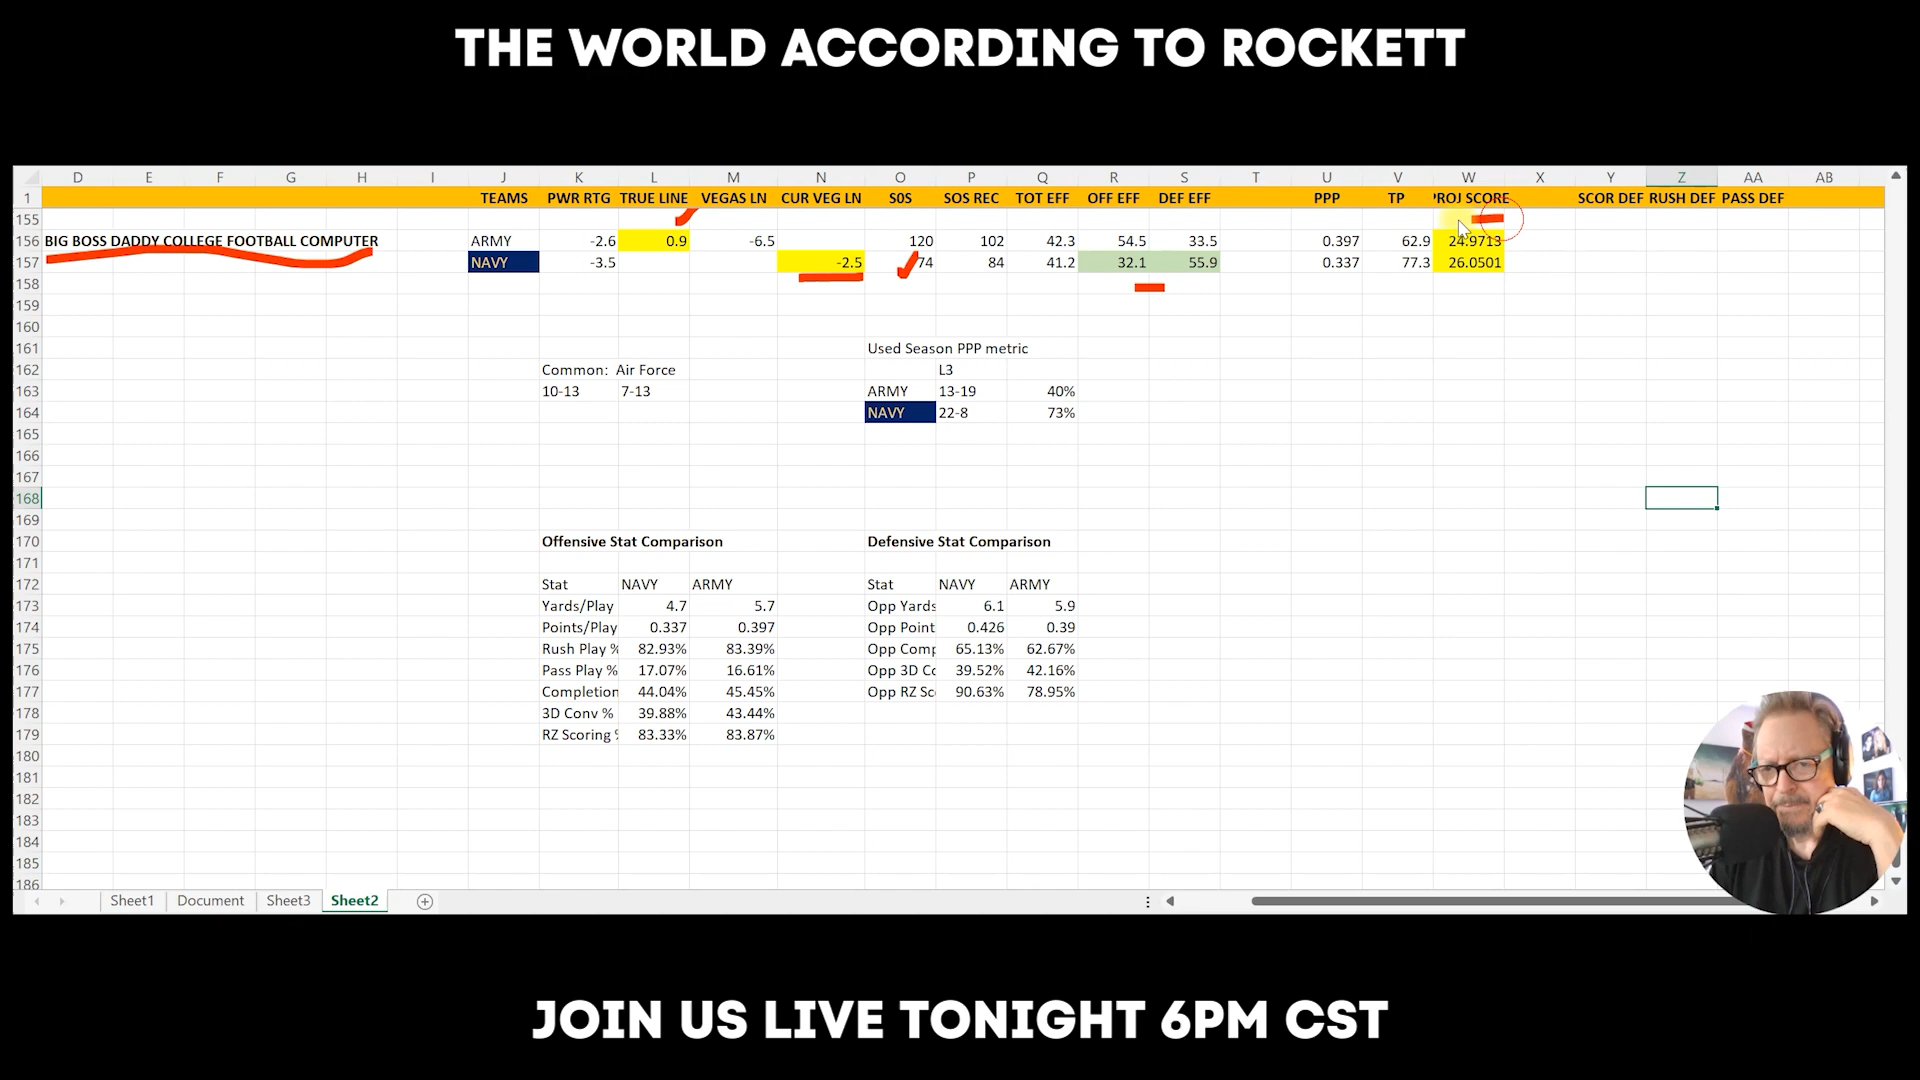 THE WORLD ACCORDING TO ROCKETT
D E F G H I J K L M N O P Q R S T U V W X Y Z AA AB
1 TEAMS PWR RTG TRUE LINE VEGAS LN CUR VEG LN S0S SOS REC TOT EFF OFF EFF DEF EFF PPP TP ROJ SCORE SCOR DEF RUSH DEF PASS DEF
155
156 BIG BOSS DADDY COLLEGE FOOTBALL COMPUTER ARMY -2.6 0.9 -6.5 120 102 42.3 54.5 33.5 0.397 62.9 24.9713
157 NAVY -3.5 -2.5 74 84 41.2 32.1 55.9 0.337 77.3 26.0501
158
159
160
161 Used Season PPP metric
162 Common: Air Force L3
163 10-13 7-13 ARMY 13-19 40%
164 NAVY 22-8 73%
165
166
167
168
169
170 Offensive Stat Comparison Defensive Stat Comparison
171
172 Stat NAVY ARMY Stat NAVY ARMY
173 Yards/Play 4.7 5.7 Opp Yards 6.1 5.9
174 Points/Play 0.337 0.397 Opp Point 0.426 0.39
175 Rush Play % 82.93% 83.39% Opp Comp 65.13% 62.67%
176 Pass Play % 17.07% 16.61% Opp 3D Co 39.52% 42.16%
177 Completion 44.04% 45.45% Opp RZ Sc 90.63% 78.95%
178 3D Conv % 39.88% 43.44%
179 RZ Scoring 83.33% 83.87%
180
181
182
183
184
185
186
Sheet1 Document Sheet3 Sheet2
JOIN US LIVE TONIGHT 6PM CST